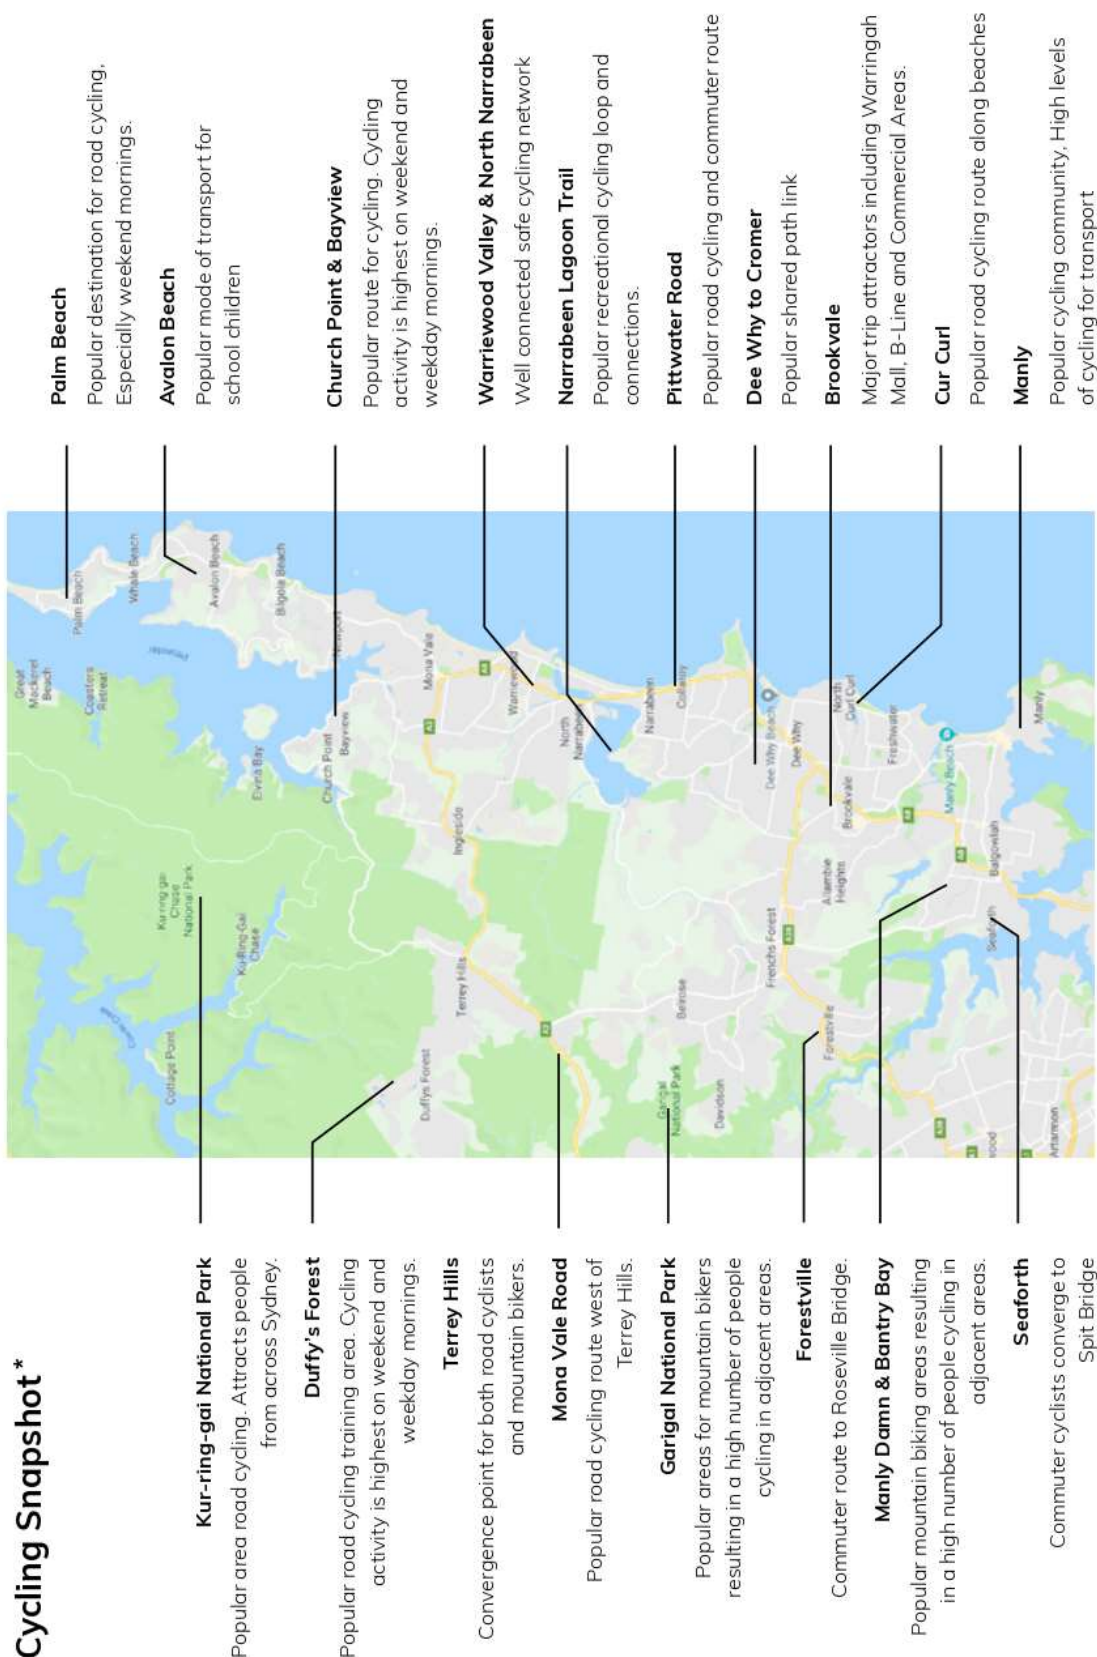 Cycling Snapshot*
Kur-ring-gai National Park
Popular area road cycling. Attracts people
from across Sydney.
Duffy's Forest
Popular road cycling training area. Cycling
activity is highest on weekend and
weekday mornings.
Terrey Hills
Convergence point for both road cyclists
and mountain bikers.
Mona Vale Road
Popular road cycling route west of
Terrey Hills.
Garigal National Park
Popular areas for mountain bikers
resulting in a high number of people
cycling in adjacent areas.
Forestville
Commuter route to Roseville Bridge.
Manly Damn & Bantry Bay
Popular mountain biking areas resulting
in a high number of people cycling in
adjacent areas.
Seaforth
Commuter cyclists converge to
Spit Bridge
Great
Mackerel
Beach
Coasters
Retreat
Palm Beach
Whale Beach
Avalon Beach
Bilgola Beach
Newport
Pittwater
Elvina Bay
Church Point
Bayview
Mona Vale
Ku-ring-gai
Chase
National Park
Ku-Ring-Gai
Chase
Cottage Point
Ingleside
Warriewood
Terrey Hills
Duffys Forest
North
Narrabeen
Narrabeen
Collaroy
Belrose
Garigal
National Park
Davidson
Frenchs Forest
Dee Why Beach
Dee Why
North
Curl Curl
Forestville
Allambie
Heights
Brookvale
Freshwater
Manly Beach
Balgowlah
Seaforth
Manly
wood
Artarmon
Palm Beach
Popular destination for road cycling,
Especially weekend mornings.
Avalon Beach
Popular mode of transport for
school children
Church Point & Bayview
Popular route for cycling. Cycling
activity is highest on weekend and
weekday mornings.
Warriewood Valley & North Narrabeen
Well connected safe cycling network
Narrabeen Lagoon Trail
Popular recreational cycling loop and
connections.
Pittwater Road
Popular road cycling and commuter route
Dee Why to Cromer
Popular shared path link
Brookvale
Major trip attractors including Warringah
Mall, B-Line and Commercial Areas.
Cur Curl
Popular road cycling route along beaches
Manly
Popular cycling community, High levels
of cycling for transport